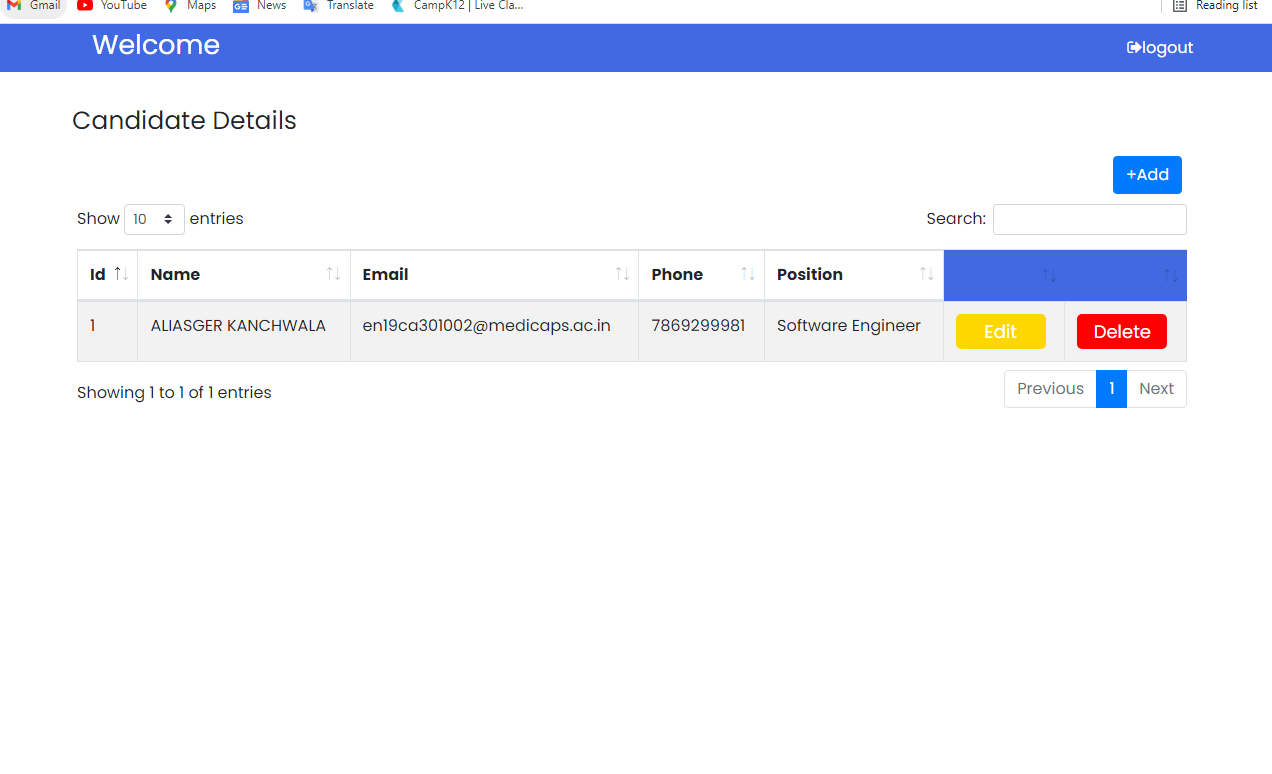 Gmail YouTube Maps News Translate CampK12 | Live Cla... Reading list
Welcome logout
Candidate Details
+Add
Show 10 entries Search:
Id Name Email Phone Position
1 ALIASGER KANCHWALA en19ca301002@medicaps.ac.in 7869299981 Software Engineer Edit Delete
Showing 1 to 1 of 1 entries Previous 1 Next